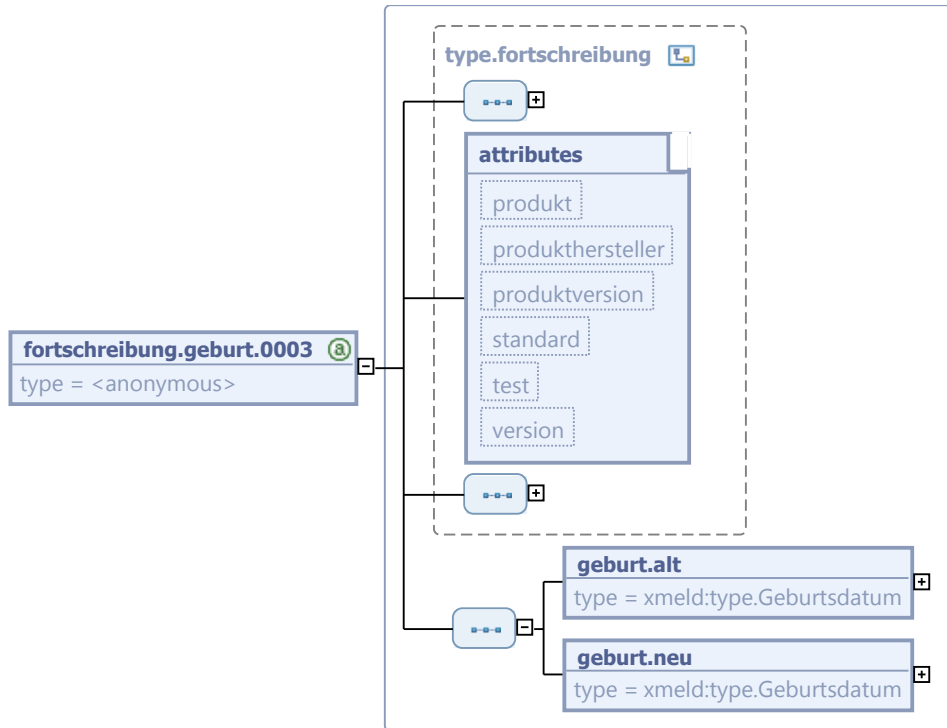 type.fortschreibung
attributes
produkt
produkthersteller
produktversion
standard
test
version
fortschreibung.geburt.0003 a
type = <anonymous>
geburt.alt
type = xmeld:type.Geburtsdatum
geburt.neu
type = xmeld:type.Geburtsdatum